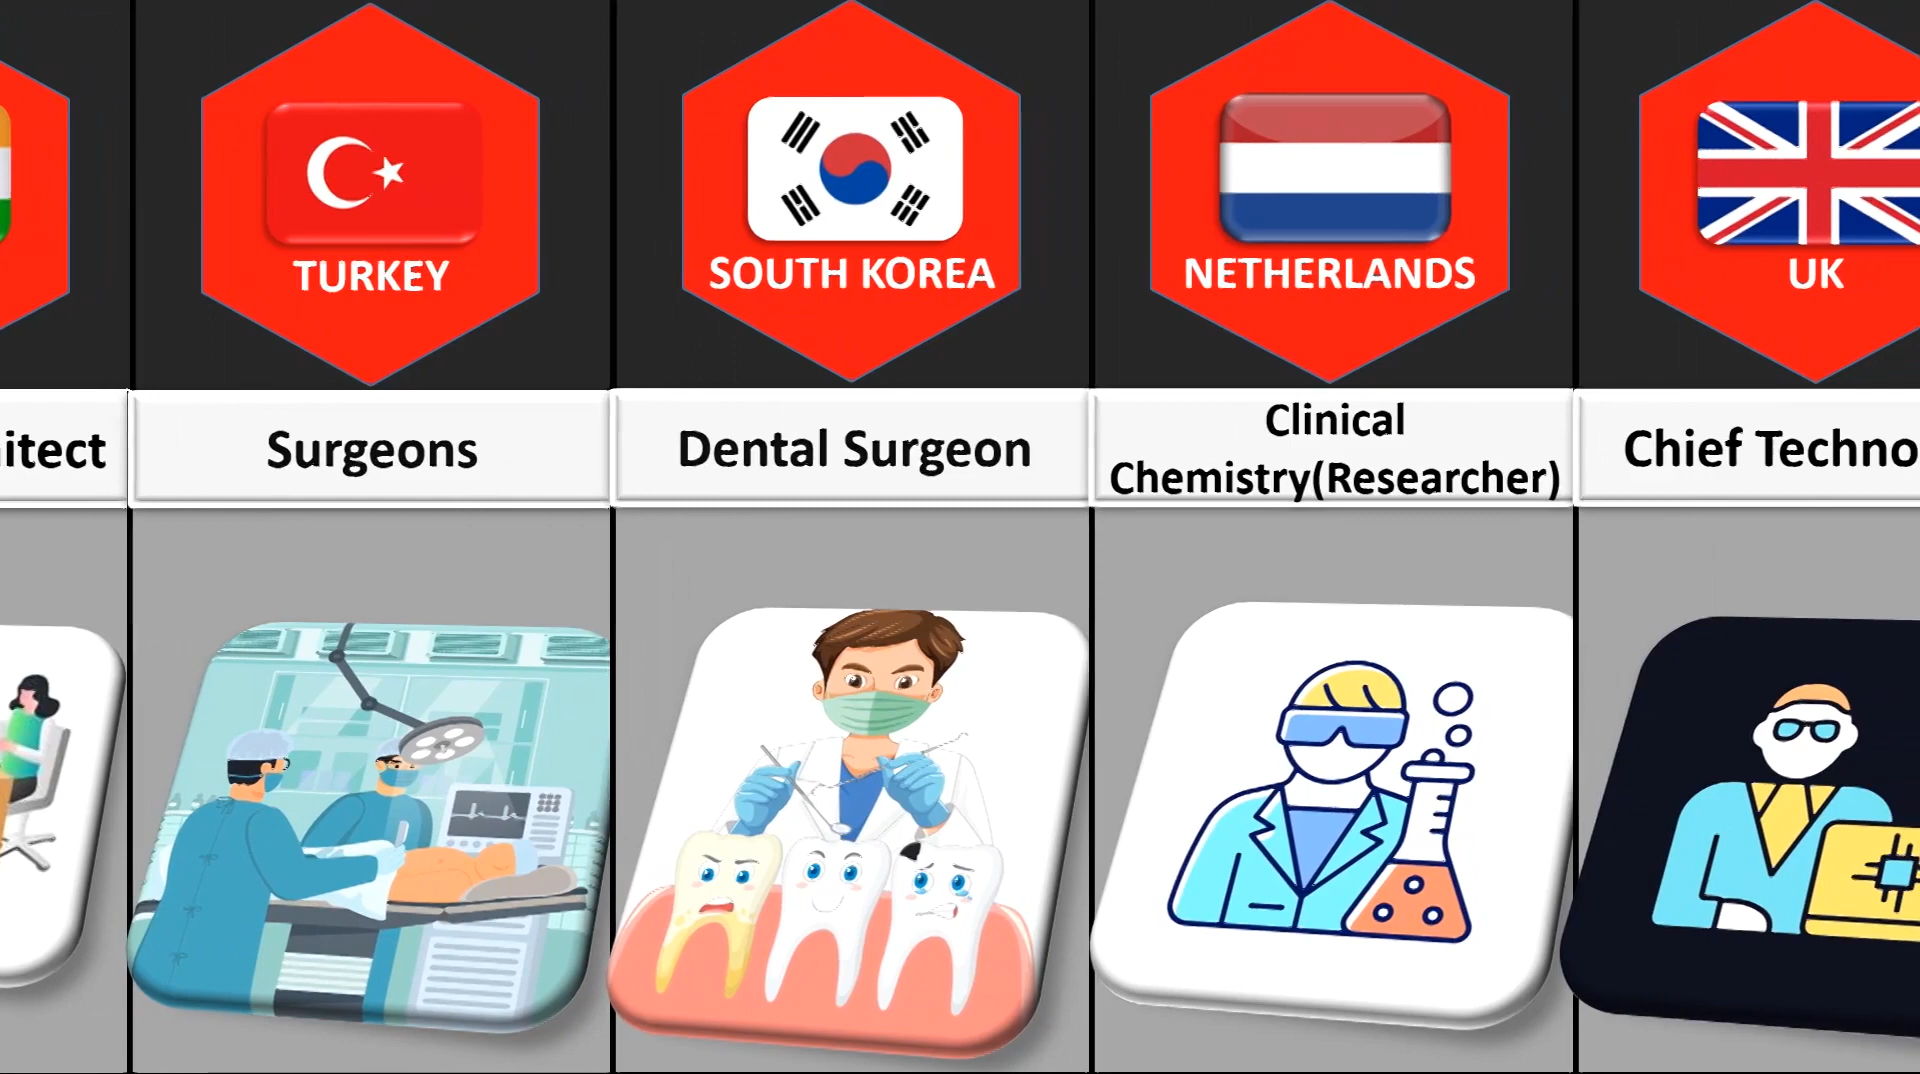 TURKEY
SOUTH KOREA
NETHERLANDS
UK
itect
Surgeons
Dental Surgeon
Clinical
Chemistry(Researcher)
Chief Techno